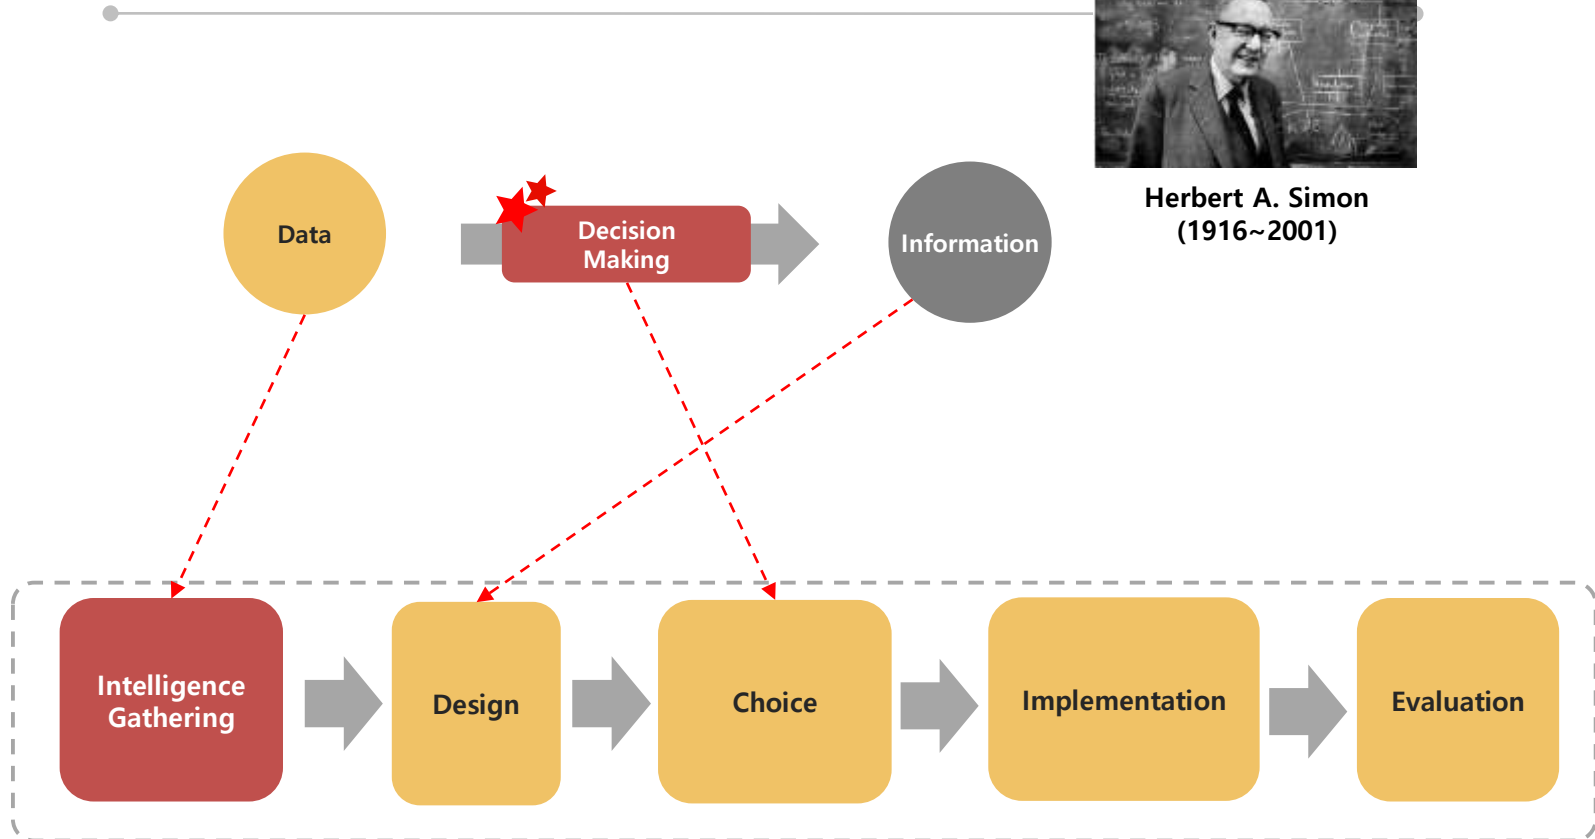 Herbert A. Simon
(1916~2001)
Data
Decision
Making
Information
Intelligence
Gathering
Design
Choice
Implementation
Evaluation